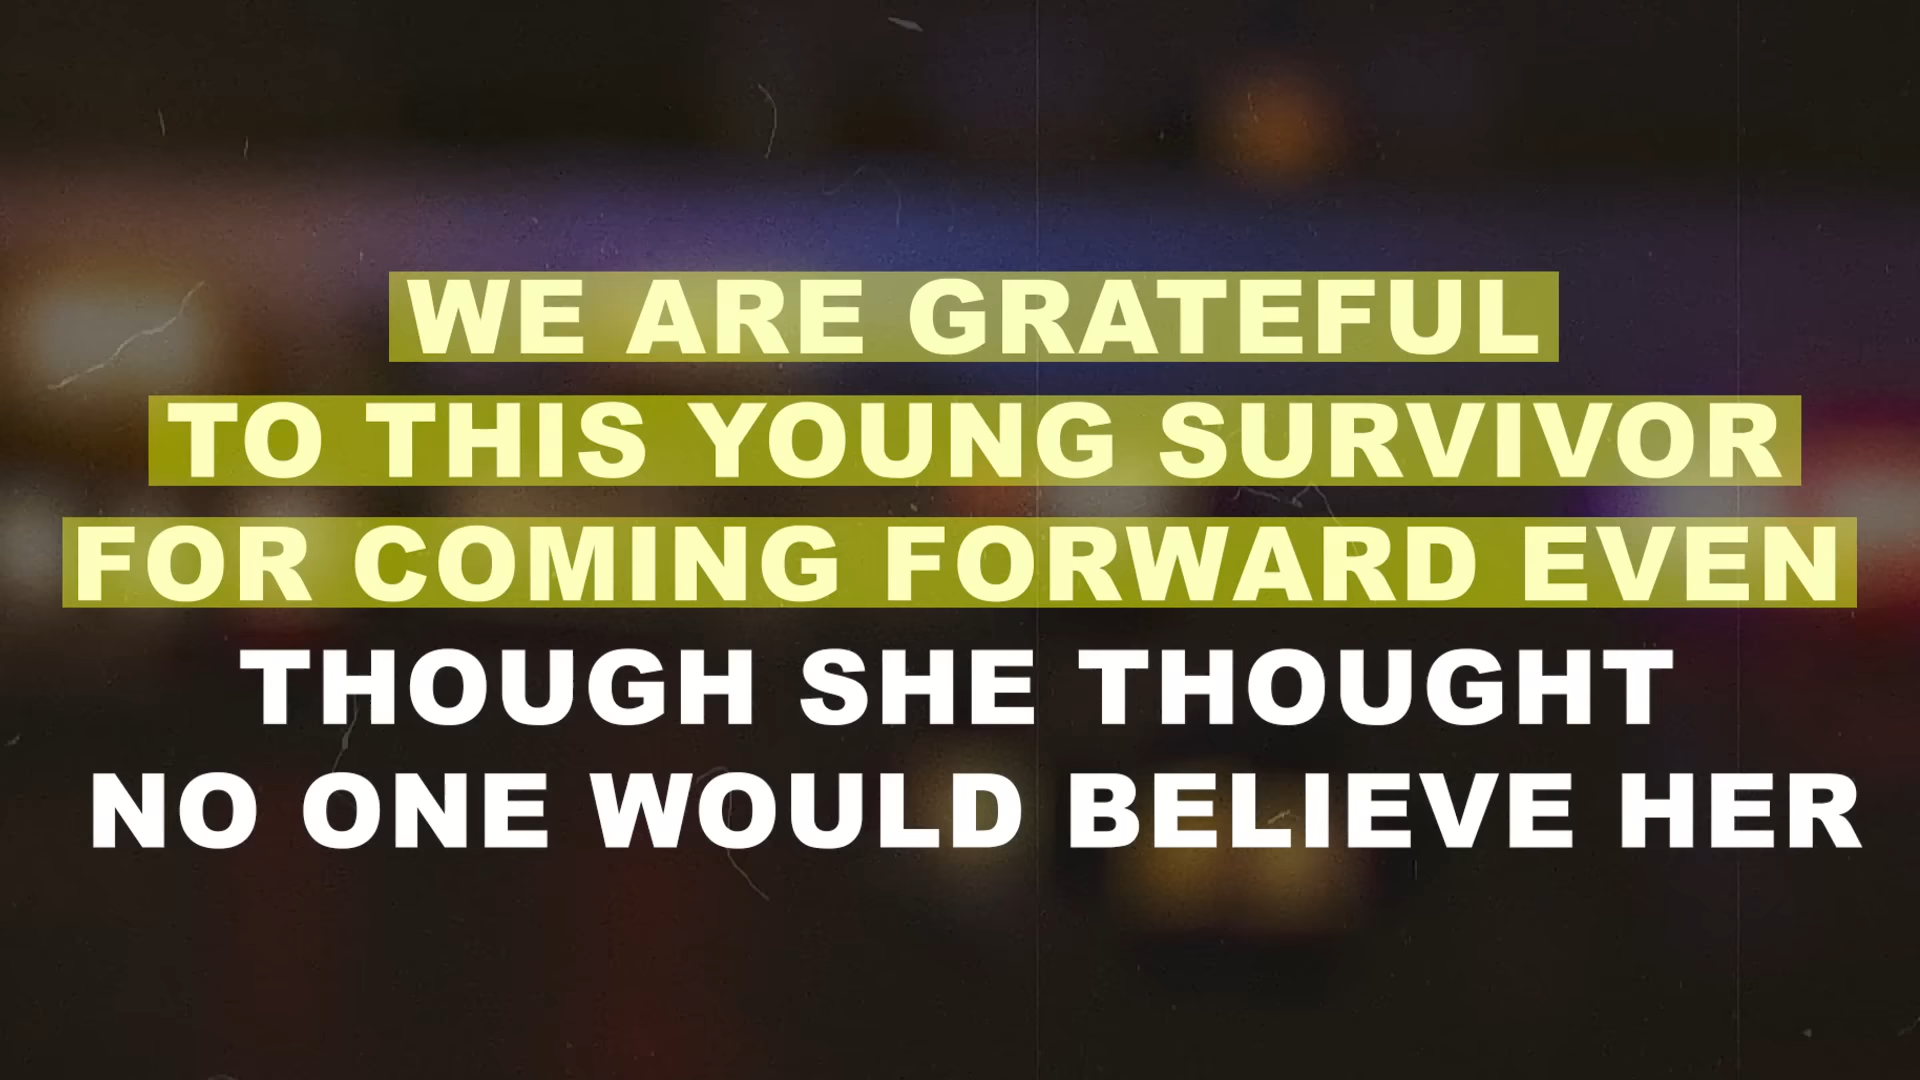 WE ARE GRATEFUL
TO THIS YOUNG SURVIVOR
FOR COMING FORWARD EVEN
THOUGH SHE THOUGHT
NO ONE WOULD BELIEVE HER